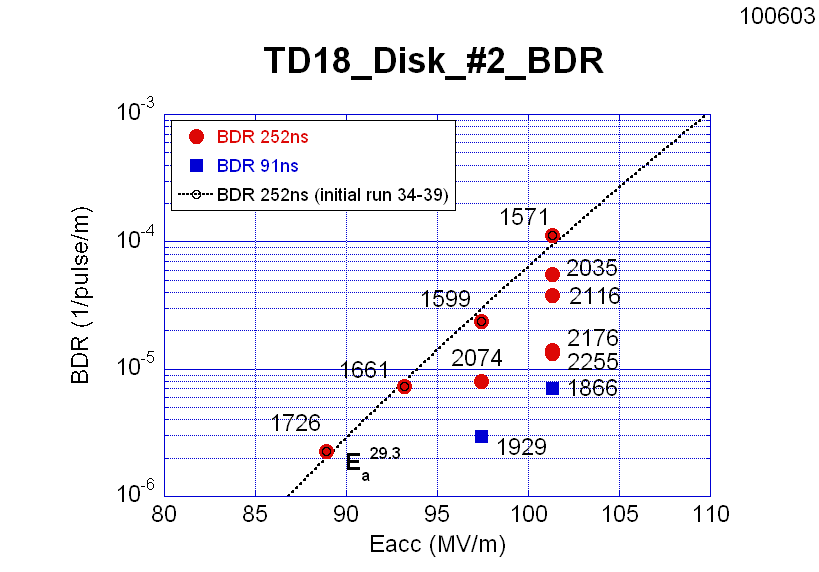 100603
TD18_Disk_#2_BDR
10^-3
BDR 252ns
BDR 91ns
BDR 252ns (initial run 34-39)
1571
10^-4
2035
2116
1599
2176
2074
2255
10^-5
1661
1866
1726
1929
E_a^29.3
10^-6
80 85 90 95 100 105 110
Eacc (MV/m)
BDR (1/pulse/m)